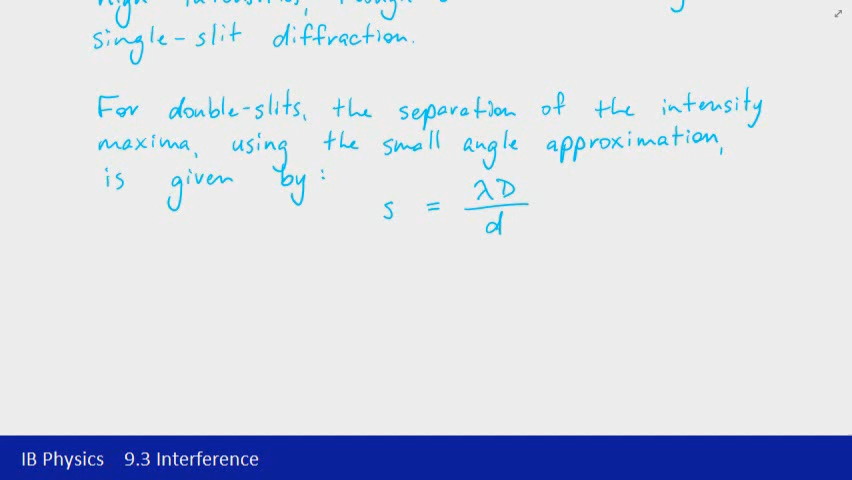 single-slit diffraction.
For double-slits, the separation of the intensity
maxima, using the small angle approximation,
is given by:
s = λD/d
IB Physics 9.3 Interference